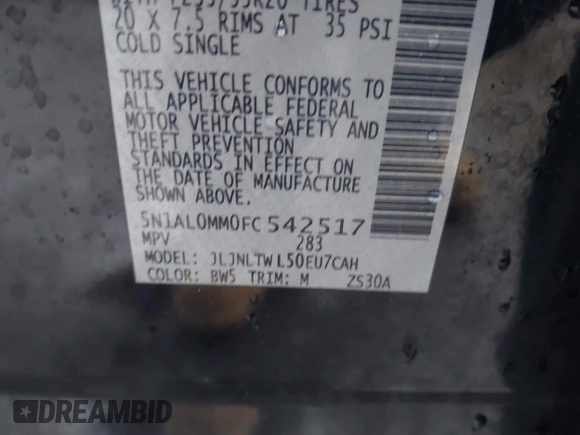 20 X 7.5 RIMS AT 35 PSI
COLD SINGLE
THIS VEHICLE CONFORMS TO
ALL APPLICABLE FEDERAL
MOTOR VEHICLE SAFETY AND
THEFT PREVENTION
STANDARDS IN EFFECT ON
THE DATE OF MANUFACTURE
SHOWN ABOVE.
5N1AL0MM0FC542517
MPV 283
MODEL: JLJNLTWL50EU7CAH
COLOR: BW5 TRIM: M ZS30A
DREAMBID